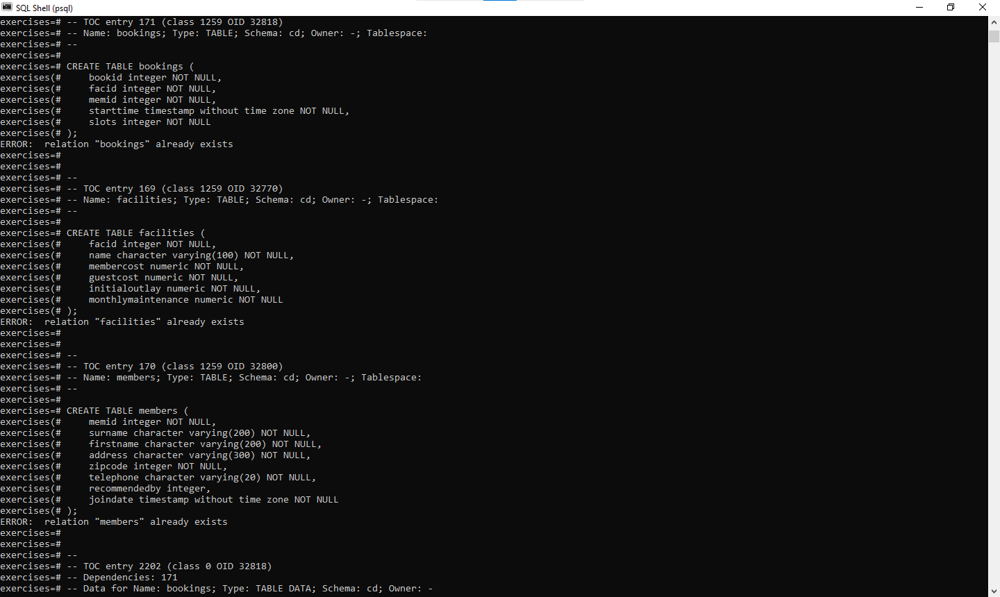 SQL Shell (psql)
exercises=# -- TOC entry 171 (class 1259 OID 32818)
exercises=# -- Name: bookings; Type: TABLE; Schema: cd; Owner: -; Tablespace:
exercises=# --
exercises=#
exercises=# CREATE TABLE bookings (
exercises(#     bookid integer NOT NULL,
exercises(#     facid integer NOT NULL,
exercises(#     memid integer NOT NULL,
exercises(#     starttime timestamp without time zone NOT NULL,
exercises(#     slots integer NOT NULL
exercises(# );
ERROR:  relation "bookings" already exists
exercises=#
exercises=#
exercises=# --
exercises=# -- TOC entry 169 (class 1259 OID 32770)
exercises=# -- Name: facilities; Type: TABLE; Schema: cd; Owner: -; Tablespace:
exercises=# --
exercises=#
exercises=# CREATE TABLE facilities (
exercises(#     facid integer NOT NULL,
exercises(#     name character varying(100) NOT NULL,
exercises(#     membercost numeric NOT NULL,
exercises(#     guestcost numeric NOT NULL,
exercises(#     initialoutlay numeric NOT NULL,
exercises(#     monthlymaintenance numeric NOT NULL
exercises(# );
ERROR:  relation "facilities" already exists
exercises=#
exercises=#
exercises=# --
exercises=# -- TOC entry 170 (class 1259 OID 32800)
exercises=# -- Name: members; Type: TABLE; Schema: cd; Owner: -; Tablespace:
exercises=# --
exercises=#
exercises=# CREATE TABLE members (
exercises(#     memid integer NOT NULL,
exercises(#     surname character varying(200) NOT NULL,
exercises(#     firstname character varying(200) NOT NULL,
exercises(#     address character varying(300) NOT NULL,
exercises(#     zipcode integer NOT NULL,
exercises(#     telephone character varying(20) NOT NULL,
exercises(#     recommendedby integer,
exercises(#     joindate timestamp without time zone NOT NULL
exercises(# );
ERROR:  relation "members" already exists
exercises=#
exercises=#
exercises=# --
exercises=# -- TOC entry 2202 (class 0 OID 32818)
exercises=# -- Dependencies: 171
exercises=# -- Data for Name: bookings; Type: TABLE DATA; Schema: cd; Owner: -